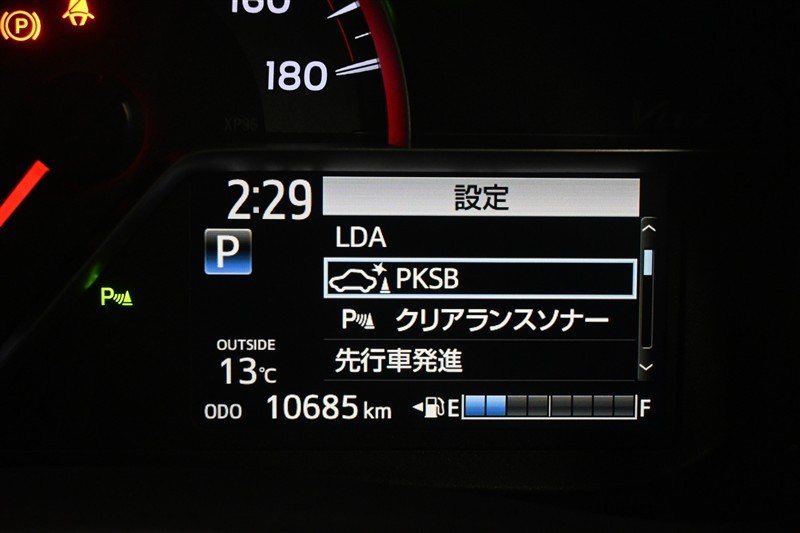 160
180
P
2:29
設定
P
LDA
PKSB
P クリアランスソナー
P
OUTSIDE
13℃
先行車発進
ODO 10685 km
E F